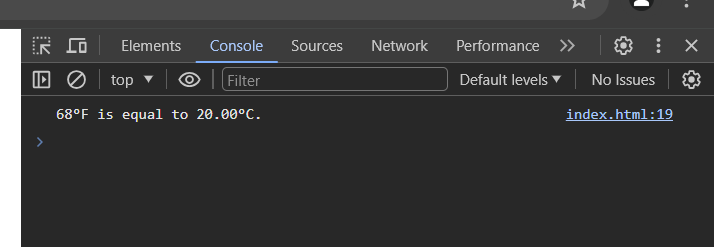 Elements Console Sources Network Performance
top Filter Default levels No Issues
68°F is equal to 20.00°C. index.html:19